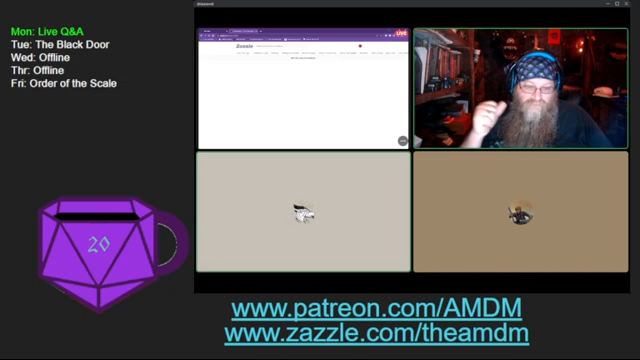 Mon: Live Q&A
Tue: The Black Door
Wed: Offline
Thr: Offline
Fri: Order of the Scale
Zazzle
20
www.patreon.com/AMDM
www.zazzle.com/theamdm